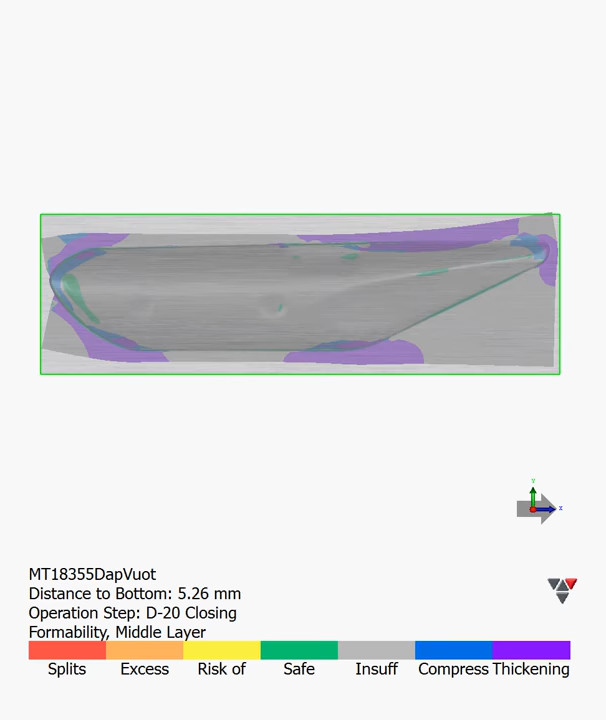 Y
X
MT18355DapVuot
Distance to Bottom: 5.26 mm
Operation Step: D-20 Closing
Formability, Middle Layer
Splits Excess Risk of Safe Insuff Compress Thickening